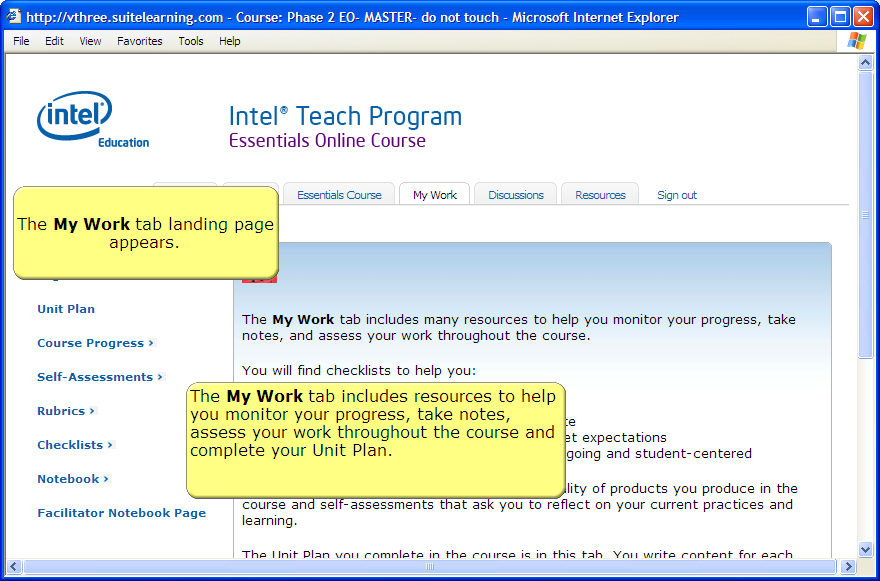 http://vthree.suitelearning.com - Course: Phase 2 EO- MASTER- do not touch - Microsoft Internet Explorer
File Edit View Favorites Tools Help
intel®
Education
Intel® Teach Program
Essentials Online Course
Essentials Course My Work Discussions Resources Sign out
The My Work tab landing page
appears.
Unit Plan
Course Progress ›
Self-Assessments ›
Rubrics ›
Checklists ›
Notebook ›
Facilitator Notebook Page
The My Work tab includes many resources to help you monitor your progress, take
notes, and assess your work throughout the course.
You will find checklists to help you:
The My Work tab includes resources to help
you monitor your progress, take notes,
assess your work throughout the course and
complete your Unit Plan.
expectations
going and student-centered
of products you produce in the
course and self-assessments that ask you to reflect on your current practices and
learning.
The Unit Plan you complete in the course is in this tab. You write content for each